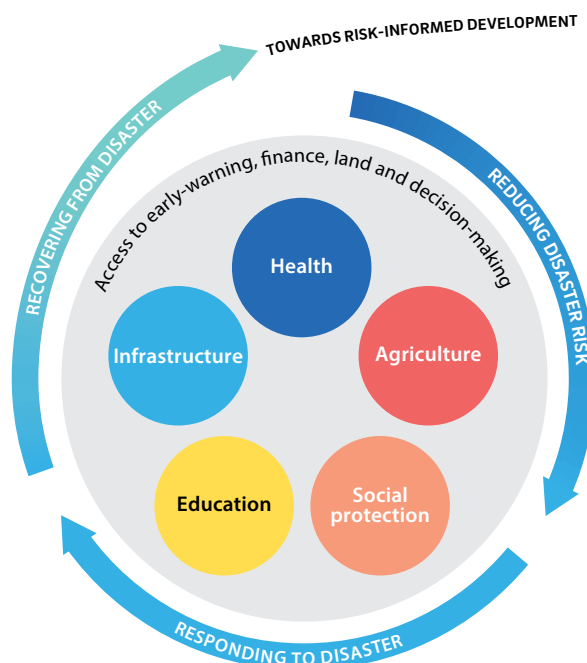 TOWARDS RISK-INFORMED DEVELOPMENT
REDUCING DISASTER RISK
RESPONDING TO DISASTER
RECOVERING FROM DISASTER
Access to early-warning, finance, land and decision-making
Health
Agriculture
Social
protection
Education
Infrastructure